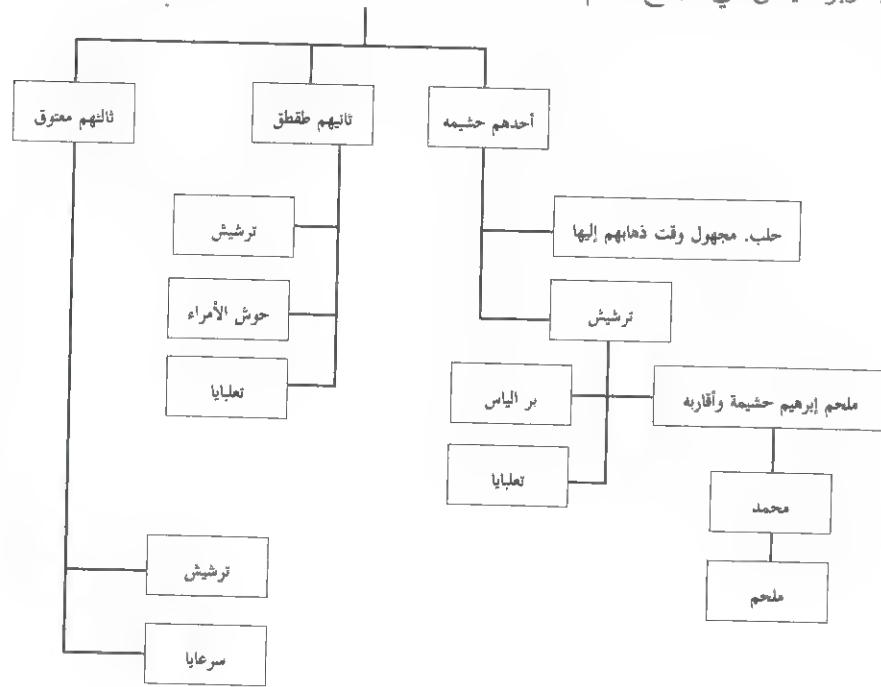 أحدهم حشيمه
ثانيهم طقطق
ثالثهم معتوق
حلب. مجهول وقت ذهابهم إليها
ترشيش
ملحم إبرهيم حشيمة وأقاربه
بر الياس
تعلبايا
محمد
ملحم
ترشيش
حوش الأمراء
تعلبايا
ترشيش
سرعايا